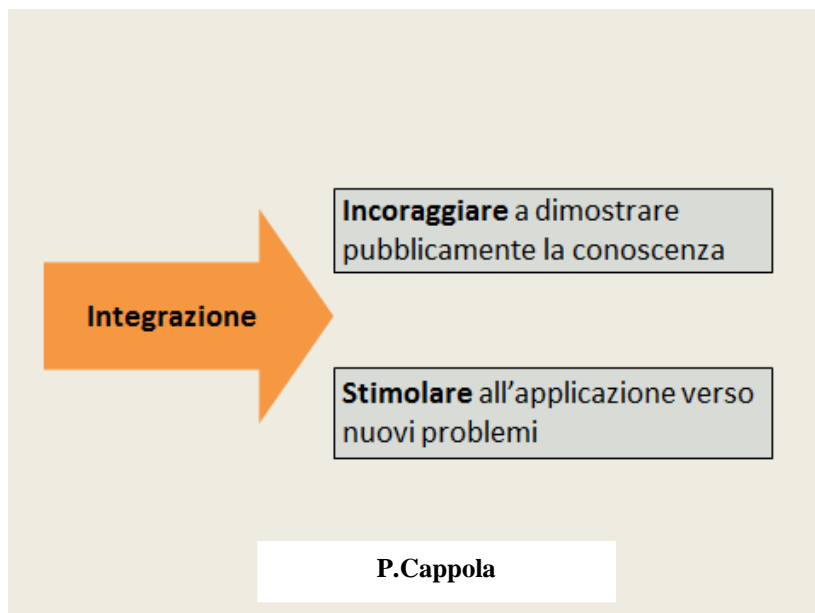 Incoraggiare a dimostrare
pubblicamente la conoscenza
Integrazione
Stimolare all'applicazione verso
nuovi problemi
P.Cappola